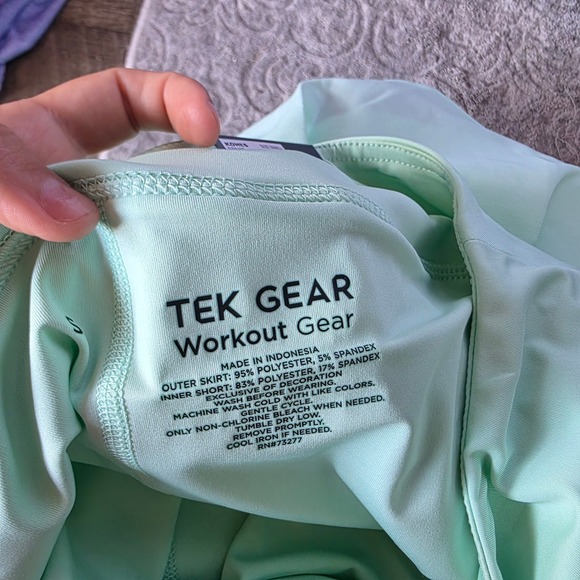 KOHL'S
TEK GEAR
Workout Gear
MADE IN INDONESIA
OUTER SKIRT: 95% POLYESTER, 5% SPANDEX
INNER SHORT: 83% POLYESTER, 17% SPANDEX
EXCLUSIVE OF DECORATION
WASH BEFORE WEARING.
MACHINE WASH COLD WITH LIKE COLORS.
GENTLE CYCLE.
ONLY NON-CHLORINE BLEACH WHEN NEEDED.
TUMBLE DRY LOW.
REMOVE PROMPTLY.
COOL IRON IF NEEDED.
RN#73277
S